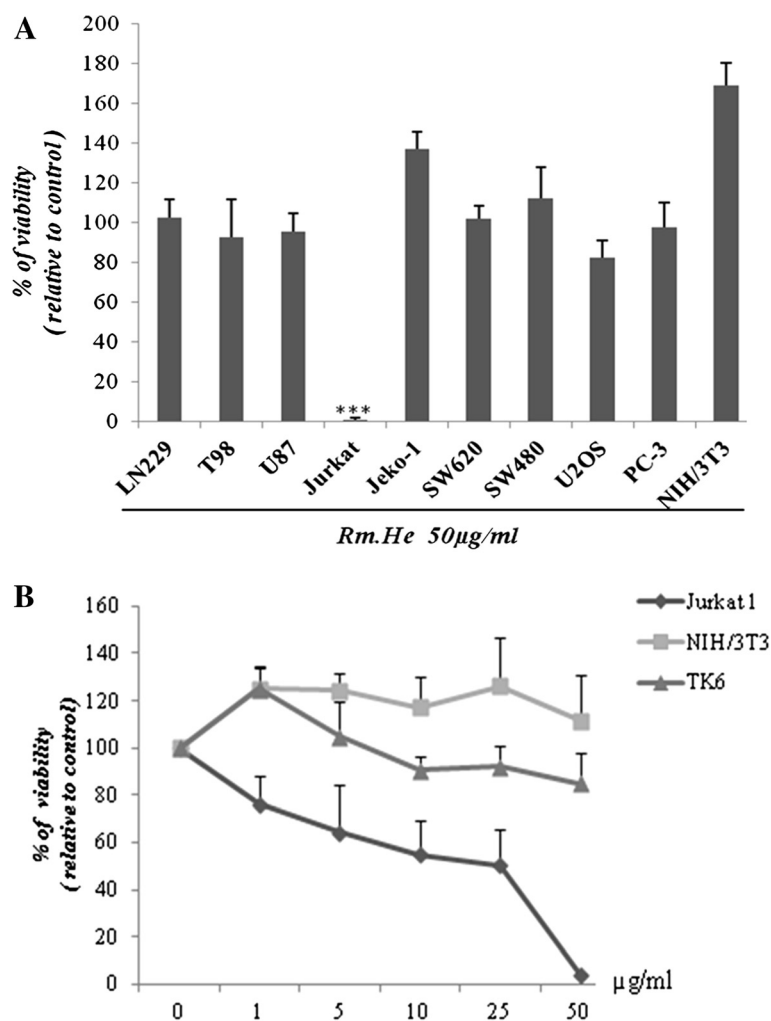 A
% of viability
(relative to control)
200
180
160
140
120
100
80
60
40
20
0
***
LN229
T98
U87
Jurkat
Jeko-1
SW620
SW480
U2OS
PC-3
NIH/3T3
Rm.He 50µg/ml
B
% of viability
(relative to control)
160
140
120
100
80
60
40
20
0
0
1
5
10
25
50
µg/ml
Jurkat1
NIH/3T3
TK6